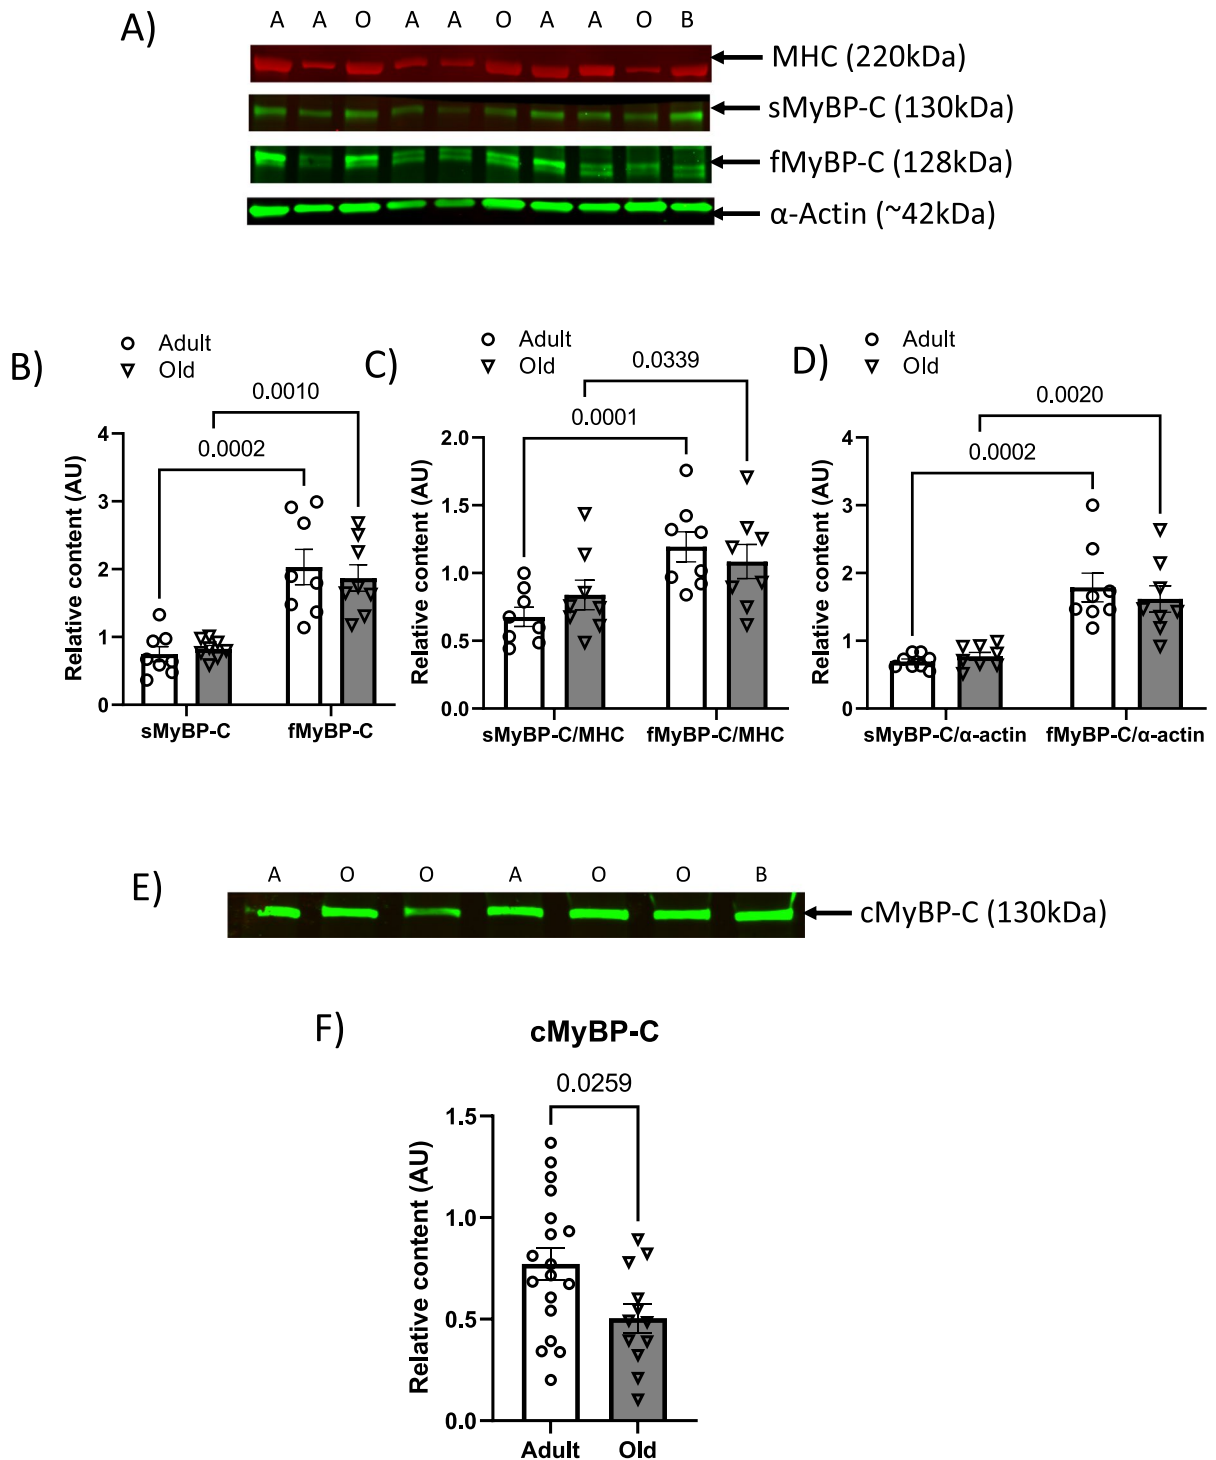 A)
A A O A A O A A O B
MHC (220kDa)
sMyBP-C (130kDa)
fMyBP-C (128kDa)
α-Actin (~42kDa)
B)
Adult
Old
0.0010
0.0002
4
3
2
1
0
Relative content (AU)
sMyBP-C fMyBP-C
C)
Adult
Old
0.0339
0.0001
2.0
1.5
1.0
0.5
0.0
Relative content (AU)
sMyBP-C/MHC fMyBP-C/MHC
D)
Adult
Old
0.0020
0.0002
4
3
2
1
0
Relative content (AU)
sMyBP-C/α-actin fMyBP-C/α-actin
E)
A O O A O O B
cMyBP-C (130kDa)
F)
cMyBP-C
0.0259
1.5
1.0
0.5
0.0
Relative content (AU)
Adult Old